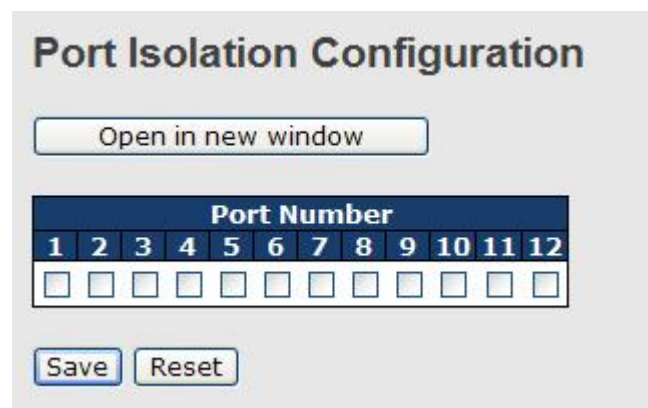 Port Isolation Configuration
Open in new window
Port Number
1 2 3 4 5 6 7 8 9 10 11 12
Save Reset